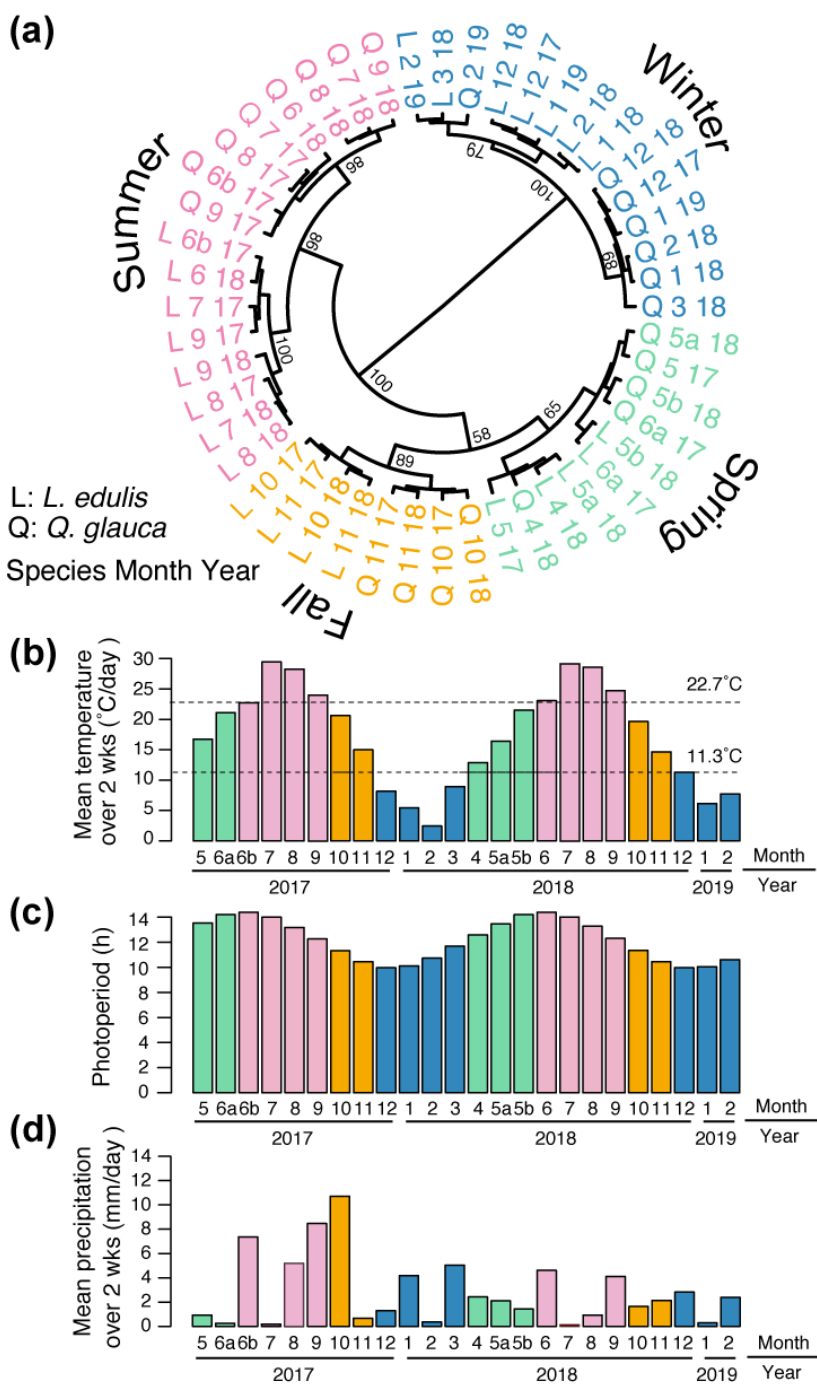 (a)
L 2 19
L 3 18
Q 2 19
L 12 18
L 12 17
L 1 19
L 2 18
L 1 18
Q 12 18
Q 12 17
Q 1 19
Q 2 18
Q 1 18
Q 3 18
Winter
Q 5a 18
Q 5 17
Q 5b 18
Q 6a 17
L 5b 18
L 6a 17
L 5a 18
L 4 18
Q 4 18
L 5 17
Spring
Q 10 18
Q 10 17
Q 11 18
Q 11 17
L 11 18
L 10 18
L 11 17
L 10 17
Fall
L 8 18
L 7 18
L 8 17
L 9 18
L 9 17
L 7 17
L 6 18
L 6b 17
Q 9 17
Q 6b 17
Q 8 17
Q 7 17
Q 6 18
Q 8 18
Q 7 18
Q 9 18
Summer
79
100
65
58
89
100
100
86
L: L. edulis
Q: Q. glauca
Species Month Year
(b)
Mean temperature
over 2 wks (°C/day)
30
25
20
15
10
5
0
22.7°C
11.3°C
5 6a 6b 7 8 9 10 11 12 1 2 3 4 5a 5b 6 7 8 9 10 11 12 1 2 Month
2017 2018 2019 Year
(c)
Photoperiod (h)
14
12
10
8
6
4
2
0
5 6a 6b 7 8 9 10 11 12 1 2 3 4 5a 5b 6 7 8 9 10 11 12 1 2 Month
2017 2018 2019 Year
(d)
Mean precipitation
over 2 wks (mm/day)
14
12
10
8
6
4
2
0
5 6a 6b 7 8 9 10 11 12 1 2 3 4 5a 5b 6 7 8 9 10 11 12 1 2 Month
2017 2018 2019 Year